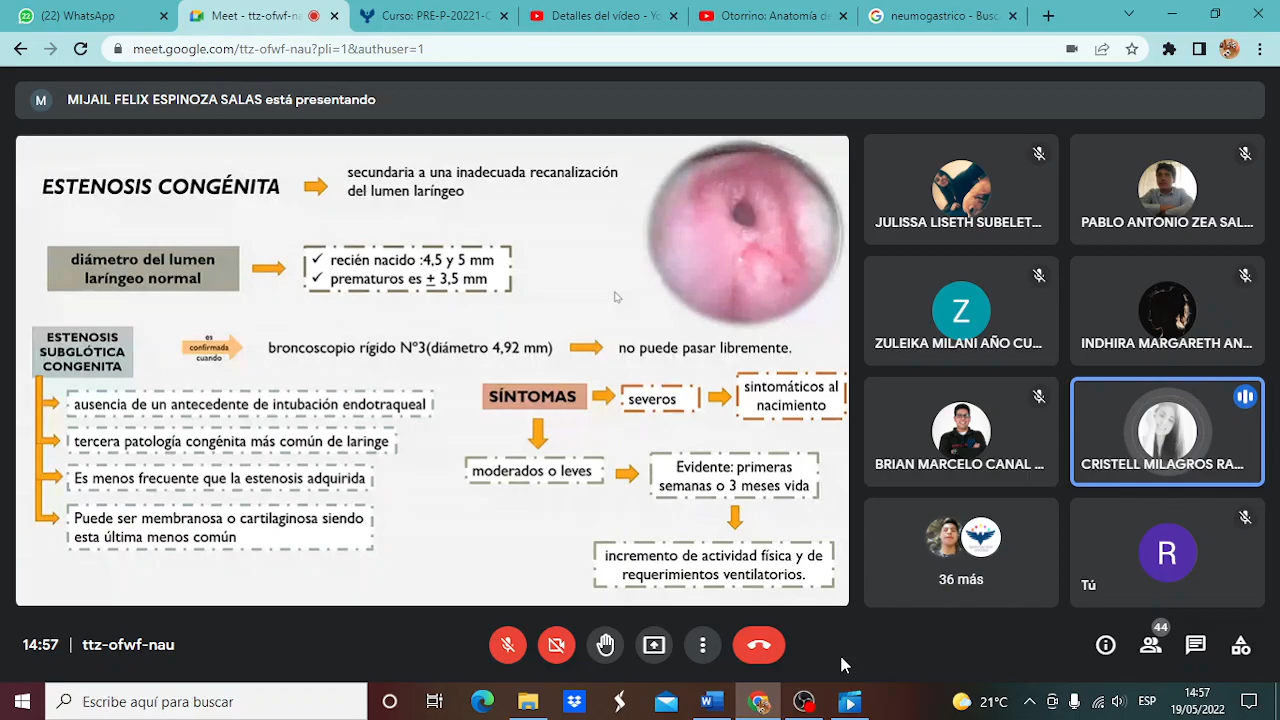 (22) WhatsApp
Meet - ttz-ofwf-nau
Curso: PRE-P-20221-C
Detalles del vídeo - Yo
Otorrino: Anatomía de
neumogastrico - Busc
meet.google.com/ttz-ofwf-nau?pli=1&authuser=1
M
MIJAIL FELIX ESPINOZA SALAS está presentando
ESTENOSIS CONGÉNITA
secundaria a una inadecuada recanalización
del lumen laríngeo
diámetro del lumen
laríngeo normal
✓ recién nacido :4,5 y 5 mm
✓ prematuros es ± 3,5 mm
ESTENOSIS
SUBGLÓTICA
CONGENITA
es
confirmada
cuando
broncoscopio rígido Nº3(diámetro 4,92 mm)
no puede pasar libremente.
ausencia de un antecedente de intubación endotraqueal
tercera patología congénita más común de laringe
Es menos frecuente que la estenosis adquirida
Puede ser membranosa o cartilaginosa siendo
esta última menos común
SÍNTOMAS
severos
sintomáticos al
nacimiento
moderados o leves
Evidente: primeras
semanas o 3 meses vida
incremento de actividad física y de
requerimientos ventilatorios.
JULISSA LISETH SUBELET...
PABLO ANTONIO ZEA SAL...
Z
ZULEIKA MILANI AÑO CU...
INDHIRA MARGARETH AN...
BRIAN MARCELO CANAL ...
CRISTELL MILAGROS RA...
36 más
R
Tú
14:57 | ttz-ofwf-nau
44
Escribe aquí para buscar
21°C
ESP
14:57
19/05/2022